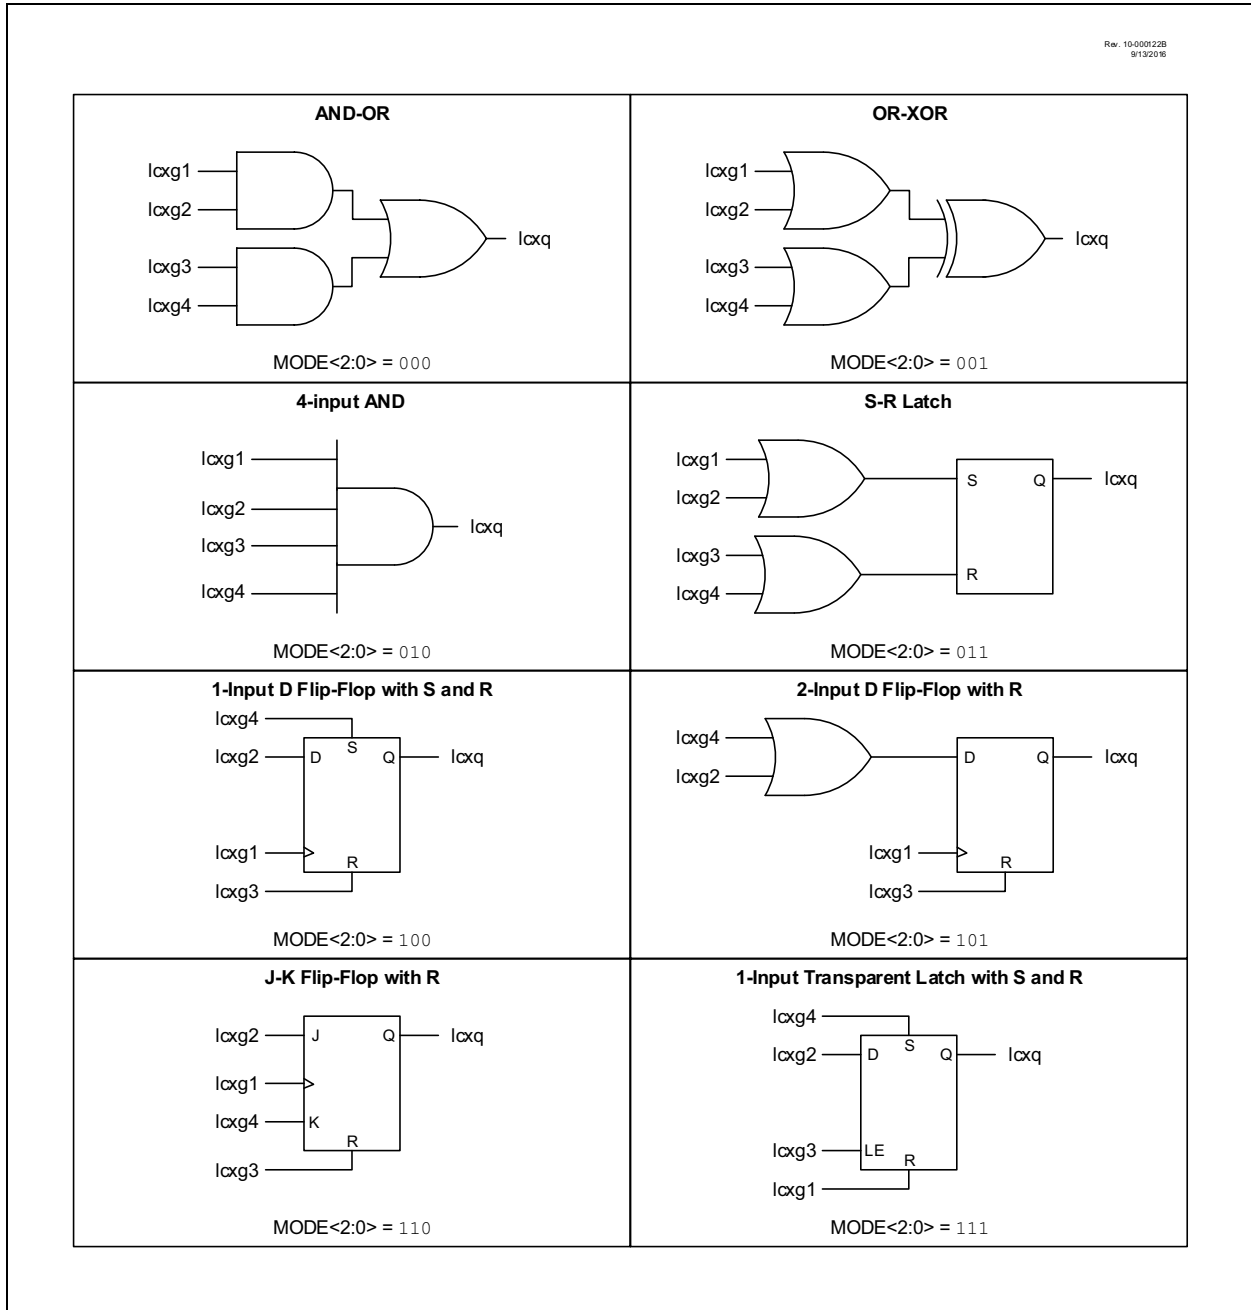 Rev. 10-000122B
9/13/2016
AND-OR
lcxg1
lcxg2
lcxg3
lcxg4
lcxq
MODE<2:0> = 000
OR-XOR
lcxg1
lcxg2
lcxg3
lcxg4
lcxq
MODE<2:0> = 001
4-input AND
lcxg1
lcxg2
lcxg3
lcxg4
lcxq
MODE<2:0> = 010
S-R Latch
lcxg1
lcxg2
lcxg3
lcxg4
S
Q
R
lcxq
MODE<2:0> = 011
1-Input D Flip-Flop with S and R
lcxg4
S
lcxg2
D
Q
lcxq
lcxg1
R
lcxg3
MODE<2:0> = 100
2-Input D Flip-Flop with R
lcxg4
lcxg2
D
Q
lcxq
lcxg1
R
lcxg3
MODE<2:0> = 101
J-K Flip-Flop with R
lcxg2
J
Q
lcxq
lcxg1
lcxg4
K
R
lcxg3
MODE<2:0> = 110
1-Input Transparent Latch with S and R
lcxg4
S
lcxg2
D
Q
lcxq
lcxg3
LE
R
lcxg1
MODE<2:0> = 111